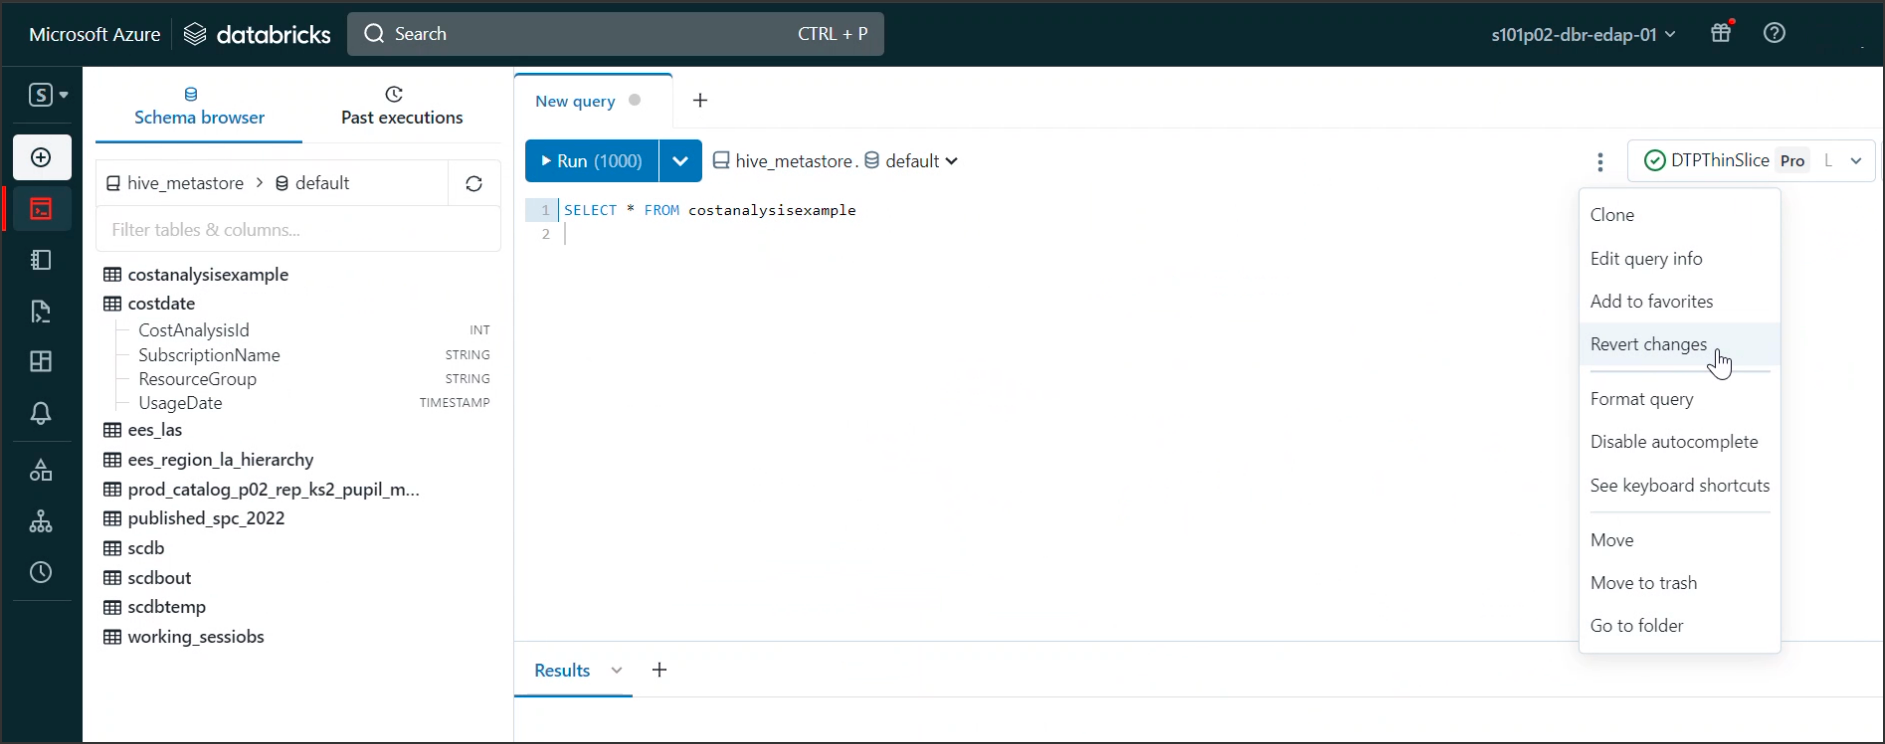 Microsoft Azure databricks Search CTRL + P s101p02-dbr-edap-01
S
Schema browser Past executions
New query
Run (1000) hive_metastore. default DTPThinSlice Pro L
hive_metastore > default
Filter tables & columns...
costanalysisexample
costdate
CostAnalysisId INT
SubscriptionName STRING
ResourceGroup STRING
UsageDate TIMESTAMP
ees_las
ees_region_la_hierarchy
prod_catalog_p02_rep_ks2_pupil_m...
published_spc_2022
scdb
scdbout
scdbtemp
working_sessiobs
1 SELECT * FROM costanalysisexample
2
Clone
Edit query info
Add to favorites
Revert changes
Format query
Disable autocomplete
See keyboard shortcuts
Move
Move to trash
Go to folder
Results